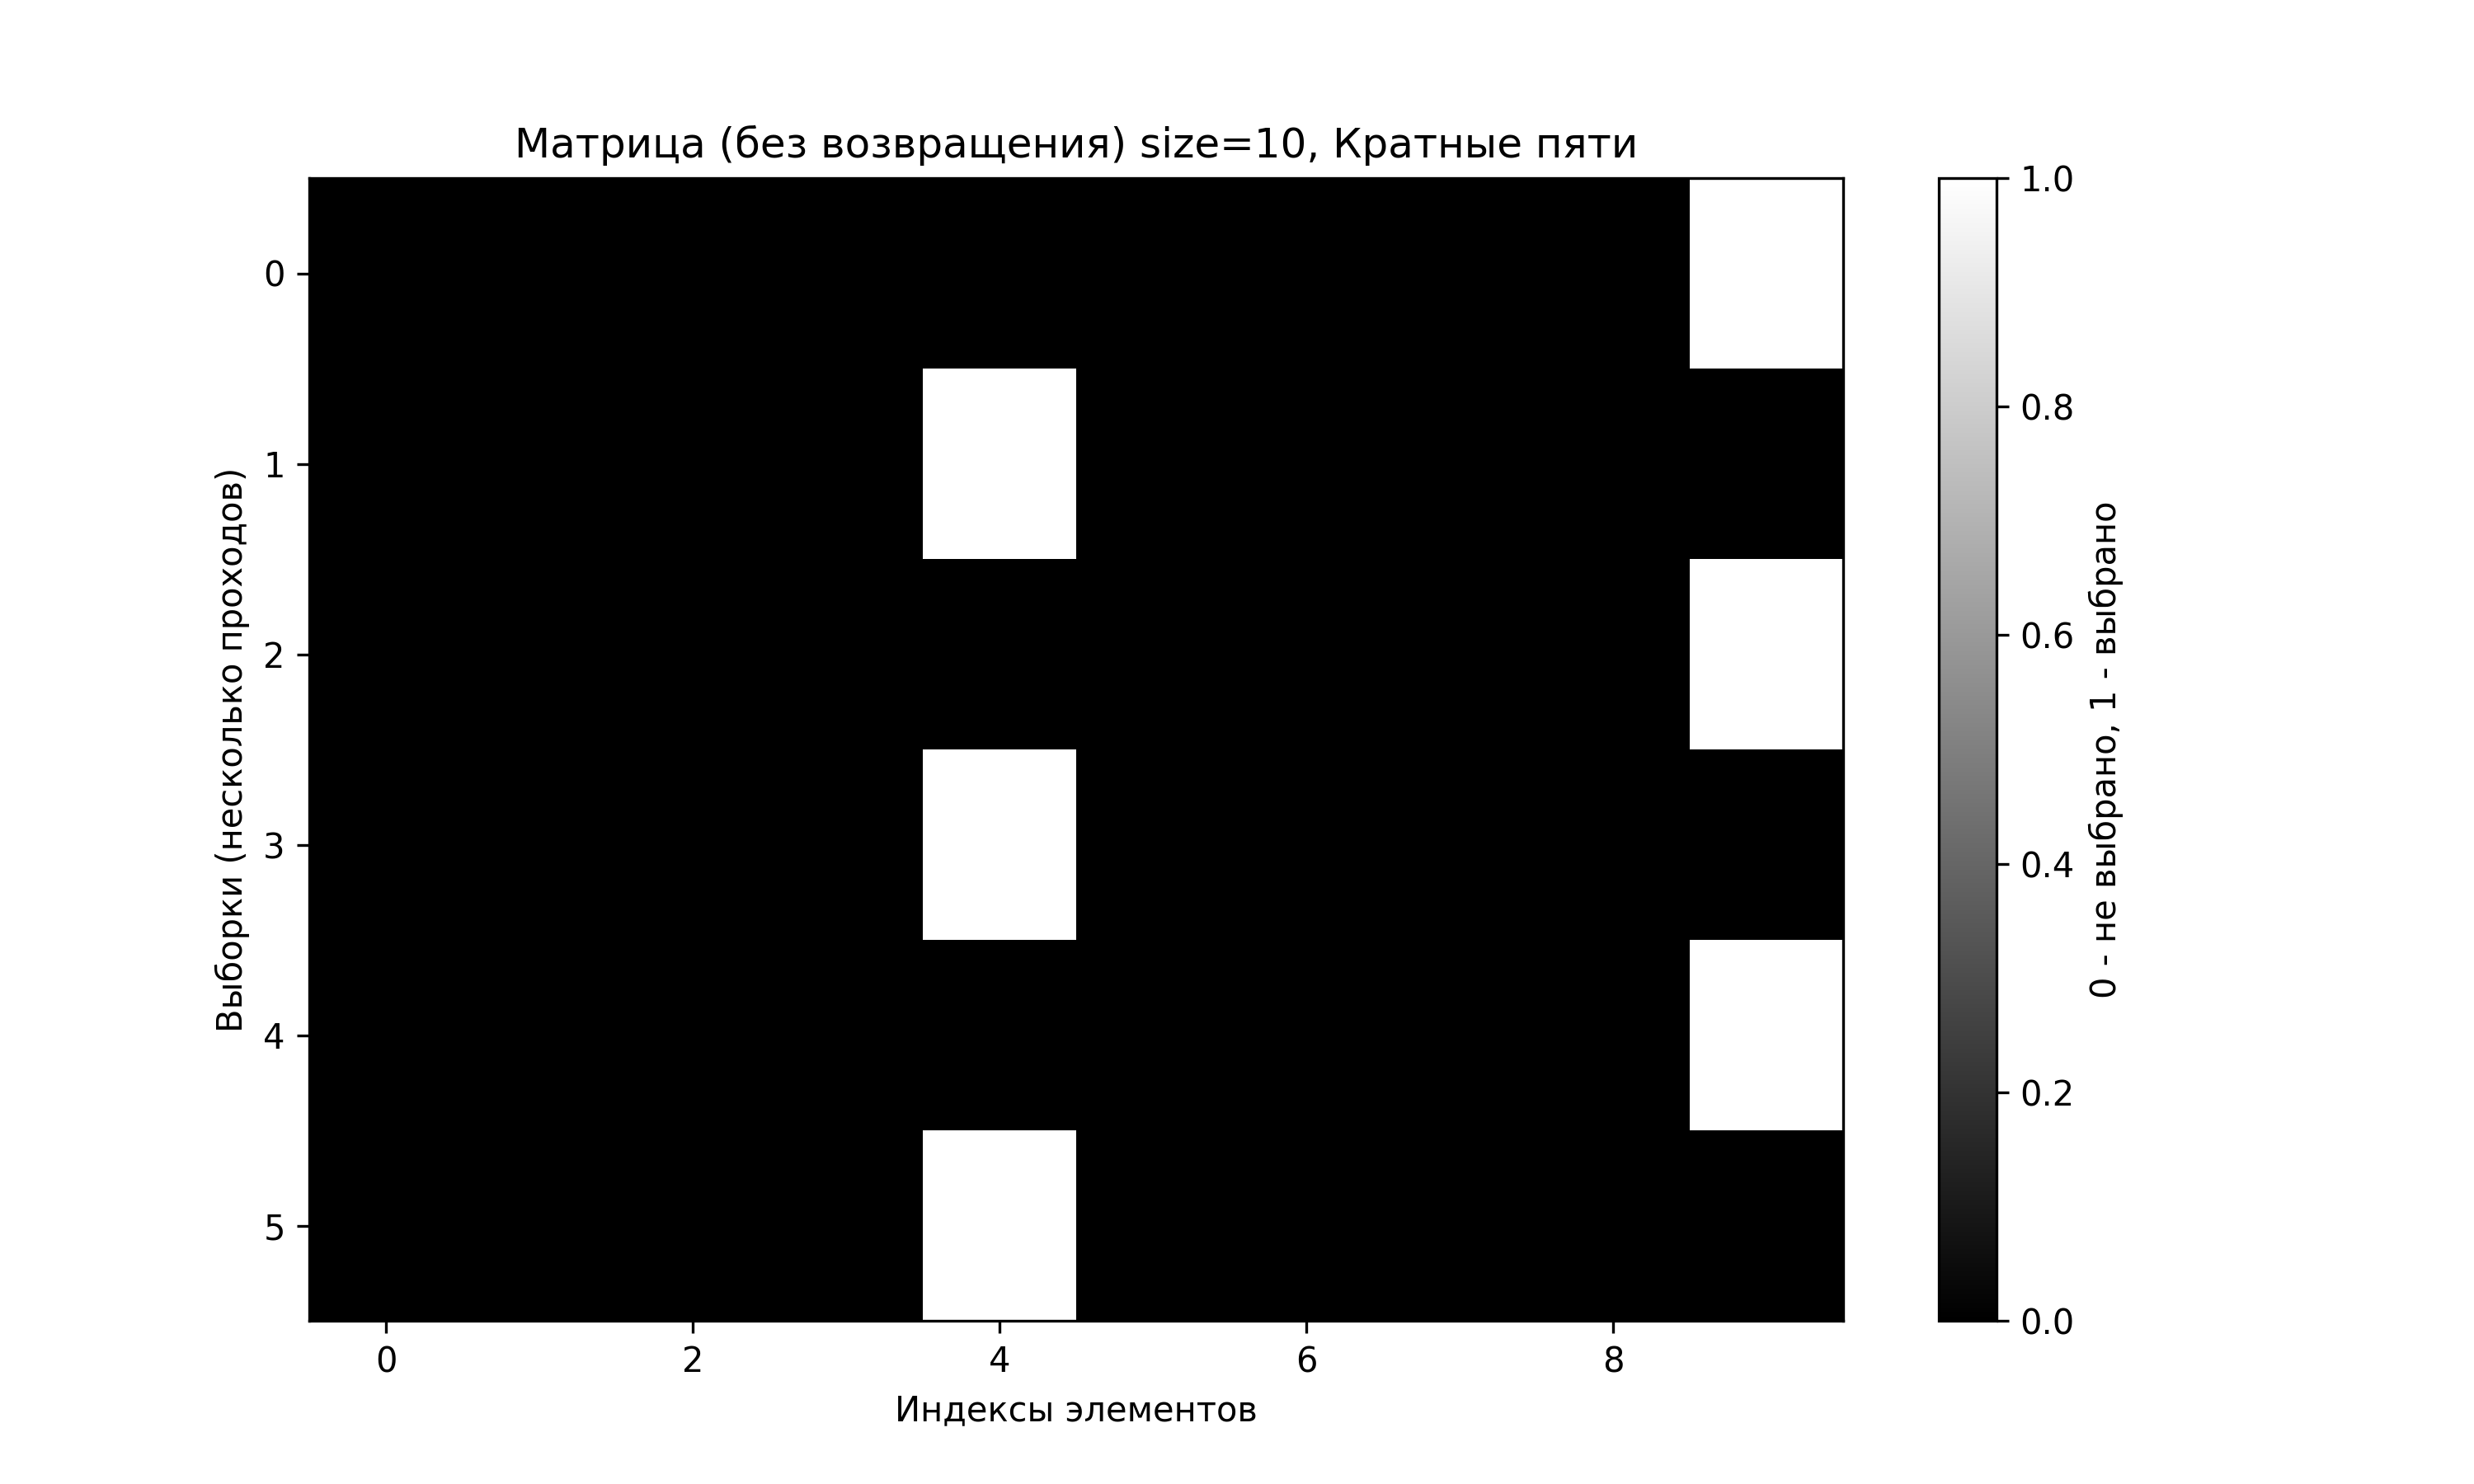 Матрица (без возвращения) size=10, Кратные пяти
Выборки (несколько проходов)
0
1
2
3
4
5
0 2 4 6 8
Индексы элементов
1.0
0.8
0.6
0.4
0.2
0.0
0 - не выбрано, 1 - выбрано